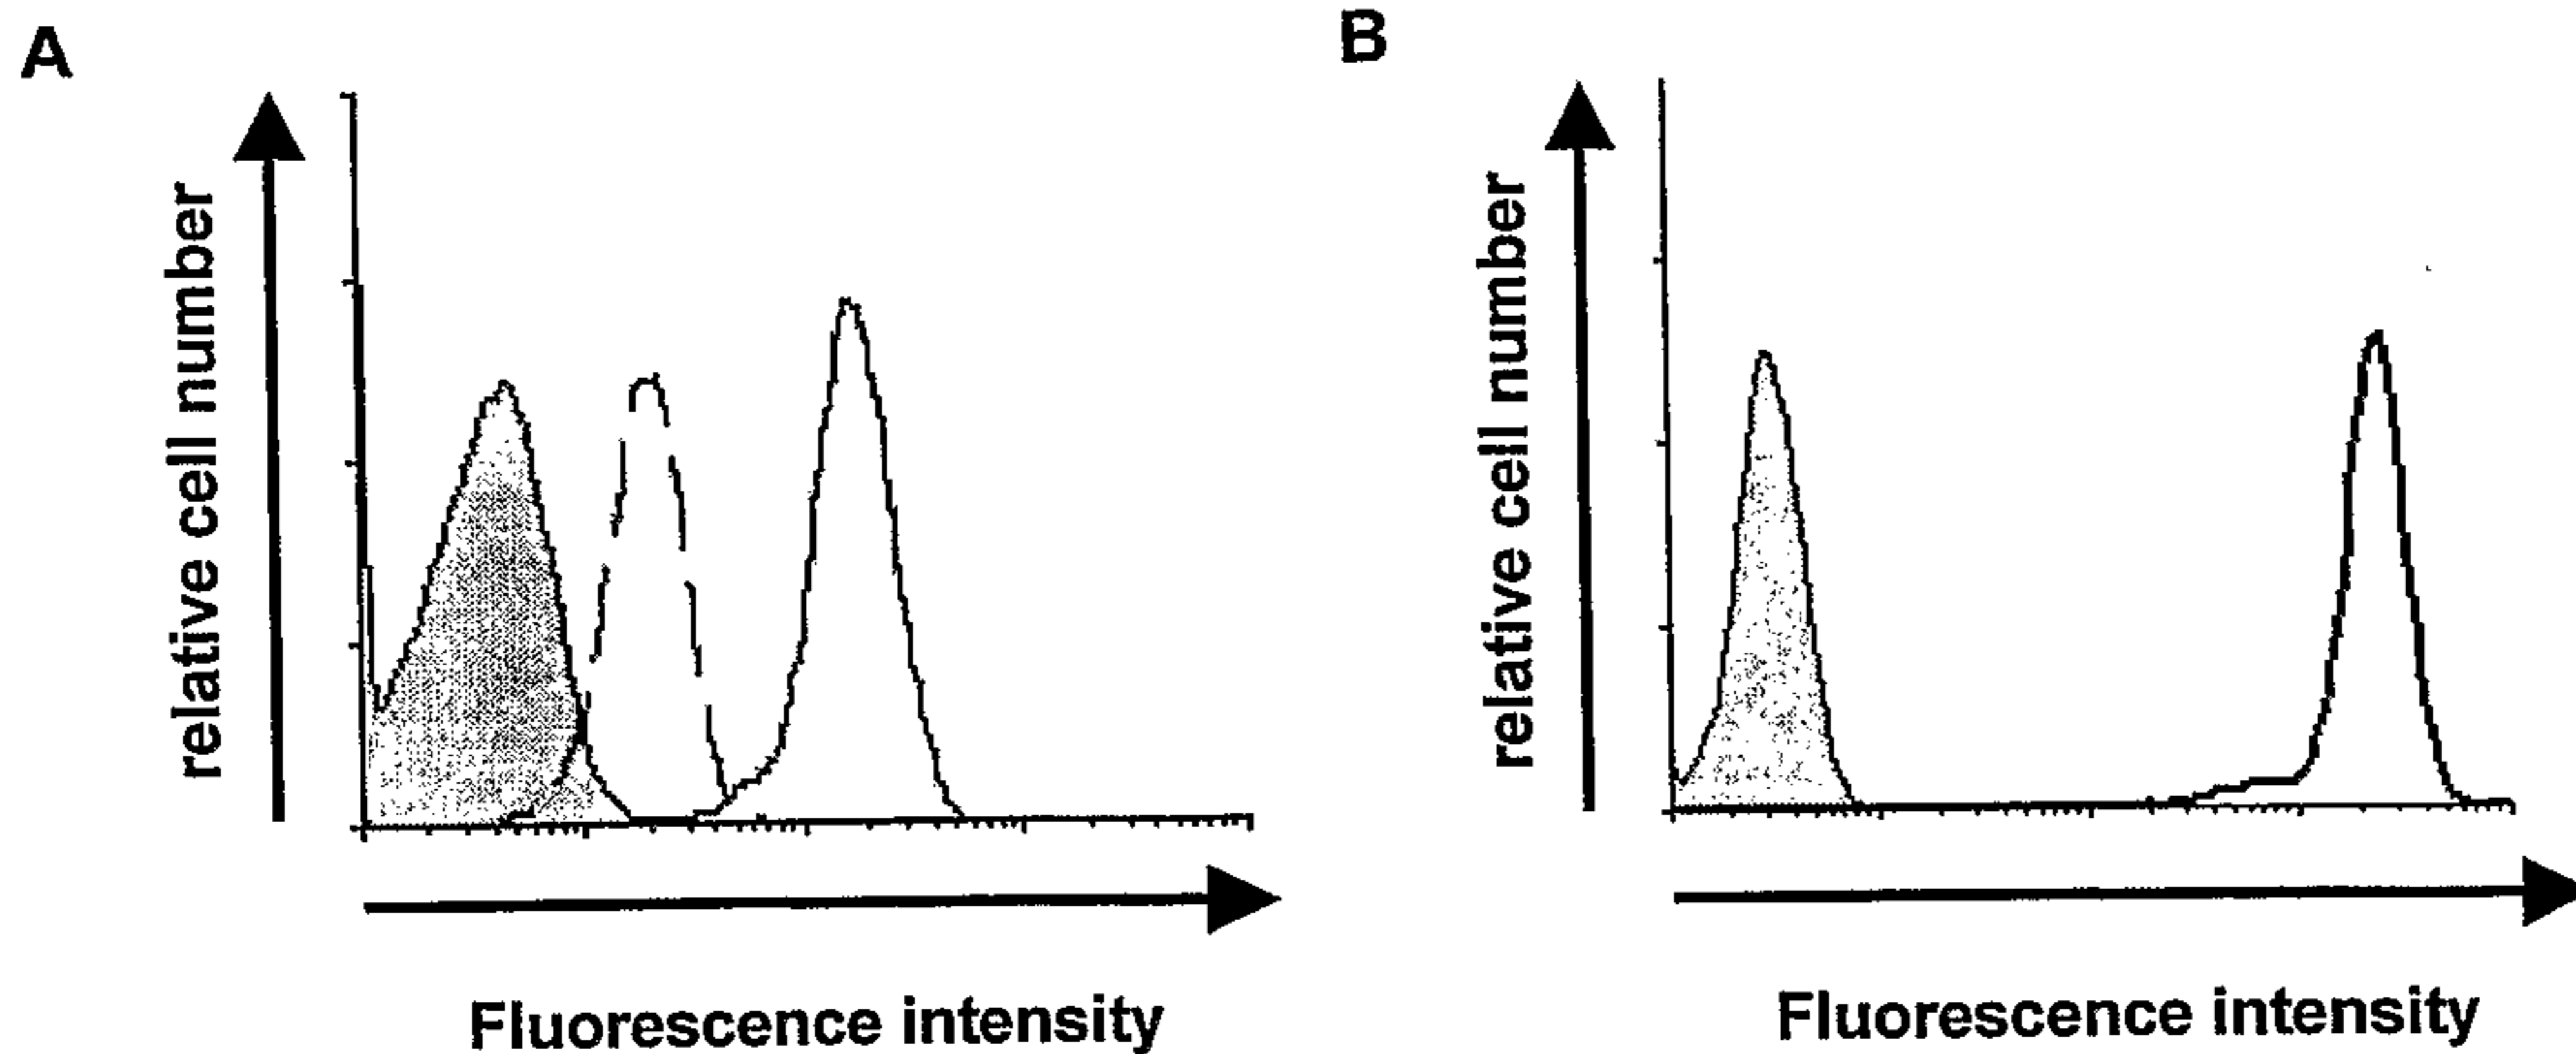 A
relative cell number
Fluorescence intensity
B
relative cell number
Fluorescence intensity